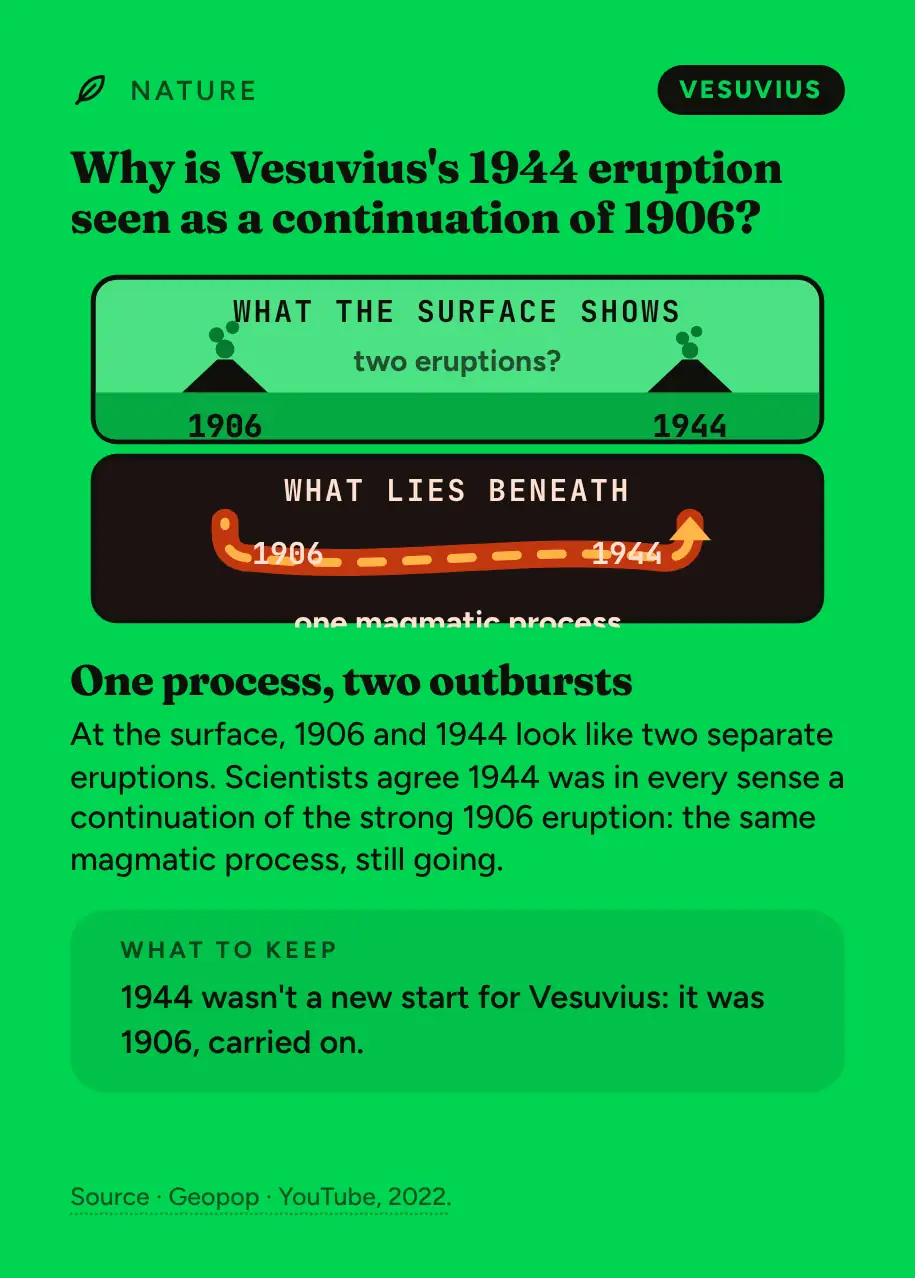 NATURE
VESUVIUS
Why is Vesuvius's 1944 eruption
seen as a continuation of 1906?
WHAT THE SURFACE SHOWS
two eruptions?
1906
1944
WHAT LIES BENEATH
1906
1944
one magmatic process
One process, two outbursts
At the surface, 1906 and 1944 look like two separate
eruptions. Scientists agree 1944 was in every sense a
continuation of the strong 1906 eruption: the same
magmatic process, still going.
WHAT TO KEEP
1944 wasn't a new start for Vesuvius: it was
1906, carried on.
Source · Geopop · YouTube, 2022.